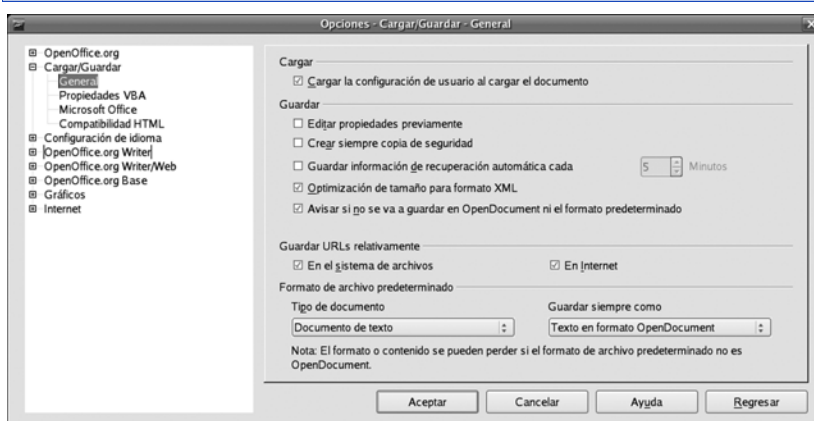 Opciones - Cargar/Guardar - General
OpenOffice.org
Cargar/Guardar
General
Propiedades VBA
Microsoft Office
Compatibilidad HTML
Configuración de idioma
OpenOffice.org Writer
OpenOffice.org Writer/Web
OpenOffice.org Base
Gráficos
Internet
Cargar
Cargar la configuración de usuario al cargar el documento
Guardar
Editar propiedades previamente
Crear siempre copia de seguridad
Guardar información de recuperación automática cada 5 Minutos
Optimización de tamaño para formato XML
Avisar si no se va a guardar en OpenDocument ni el formato predeterminado
Guardar URLs relativamente
En el sistema de archivos En Internet
Formato de archivo predeterminado
Tipo de documento Guardar siempre como
Documento de texto Texto en formato OpenDocument
Nota: El formato o contenido se pueden perder si el formato de archivo predeterminado no es
OpenDocument.
Aceptar Cancelar Ayuda Regresar